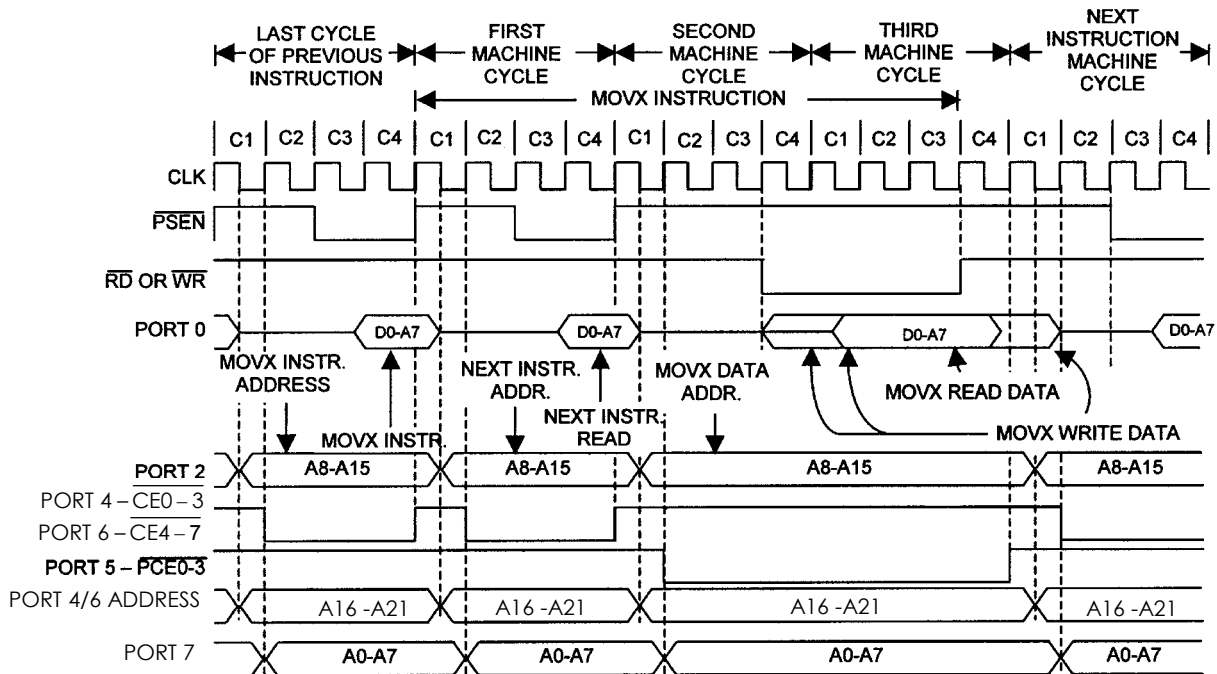 LAST CYCLE
OF PREVIOUS
INSTRUCTION
FIRST
MACHINE
CYCLE
SECOND
MACHINE
CYCLE
THIRD
MACHINE
CYCLE
NEXT
INSTRUCTION
MACHINE
CYCLE
MOVX INSTRUCTION
C1 C2 C3 C4 C1 C2 C3 C4 C1 C2 C3 C4 C1 C2 C3 C4 C1 C2 C3 C4
CLK
PSEN
RD OR WR
PORT 0
D0-A7 D0-A7 D0-A7 D0-A7
MOVX INSTR.
ADDRESS
MOVX INSTR.
NEXT INSTR.
ADDR.
NEXT INSTR.
READ
MOVX DATA
ADDR.
MOVX READ DATA
MOVX WRITE DATA
PORT 2
A8-A15 A8-A15 A8-A15 A8-A15
PORT 4 – CE0 – 3
PORT 6 – CE4 – 7
PORT 5 – PCE0-3
PORT 4/6 ADDRESS
A16 -A21 A16 -A21 A16 -A21 A16 -A21
PORT 7
A0-A7 A0-A7 A0-A7 A0-A7